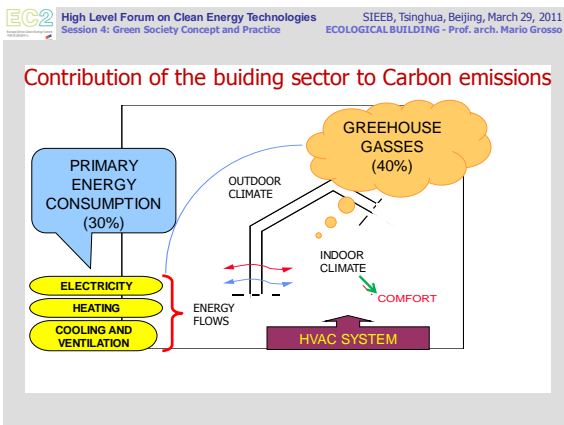 EC2
High Level Forum on Clean Energy Technologies
SIEEB, Tsinghua, Beijing, March 29, 2011
Session 4: Green Society Concept and Practice
ECOLOGICAL BUILDING - Prof. arch. Mario Grosso
Contribution of the buiding sector to Carbon emissions
GREEHOUSE
GASSES
(40%)
PRIMARY
ENERGY
CONSUMPTION
(30%)
OUTDOOR
CLIMATE
INDOOR
CLIMATE
COMFORT
ELECTRICITY
HEATING
COOLING AND
VENTILATION
ENERGY
FLOWS
HVAC SYSTEM